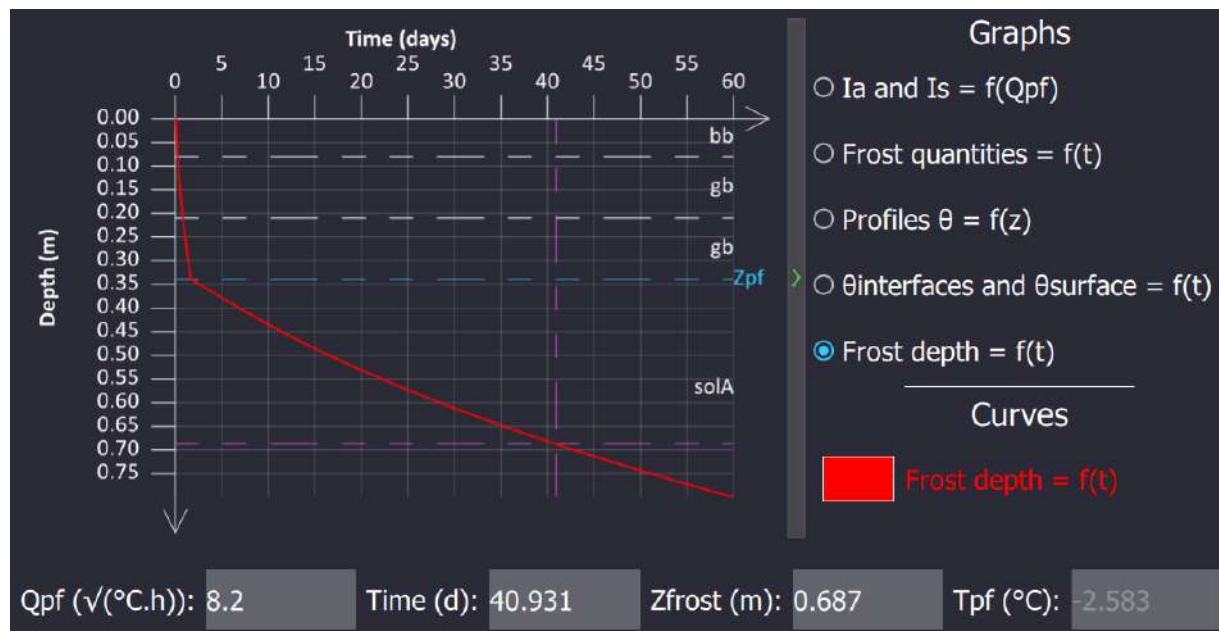 Time (days)
5 15 25 35 45 55
0 10 20 30 40 50 60
Depth (m)
0.00
0.05
0.10
0.15
0.20
0.25
0.30
0.35
0.40
0.45
0.50
0.55
0.60
0.65
0.70
0.75
bb
gb
gb
Zpf
solA
Graphs
Ia and Is = f(Qpf)
Frost quantities = f(t)
Profiles θ = f(z)
θinterfaces and θsurface = f(t)
Frost depth = f(t)
Curves
Frost depth = f(t)
Qpf (√(°C.h)): 8.2 Time (d): 40.931 Zfrost (m): 0.687 Tpf (°C): -2.583